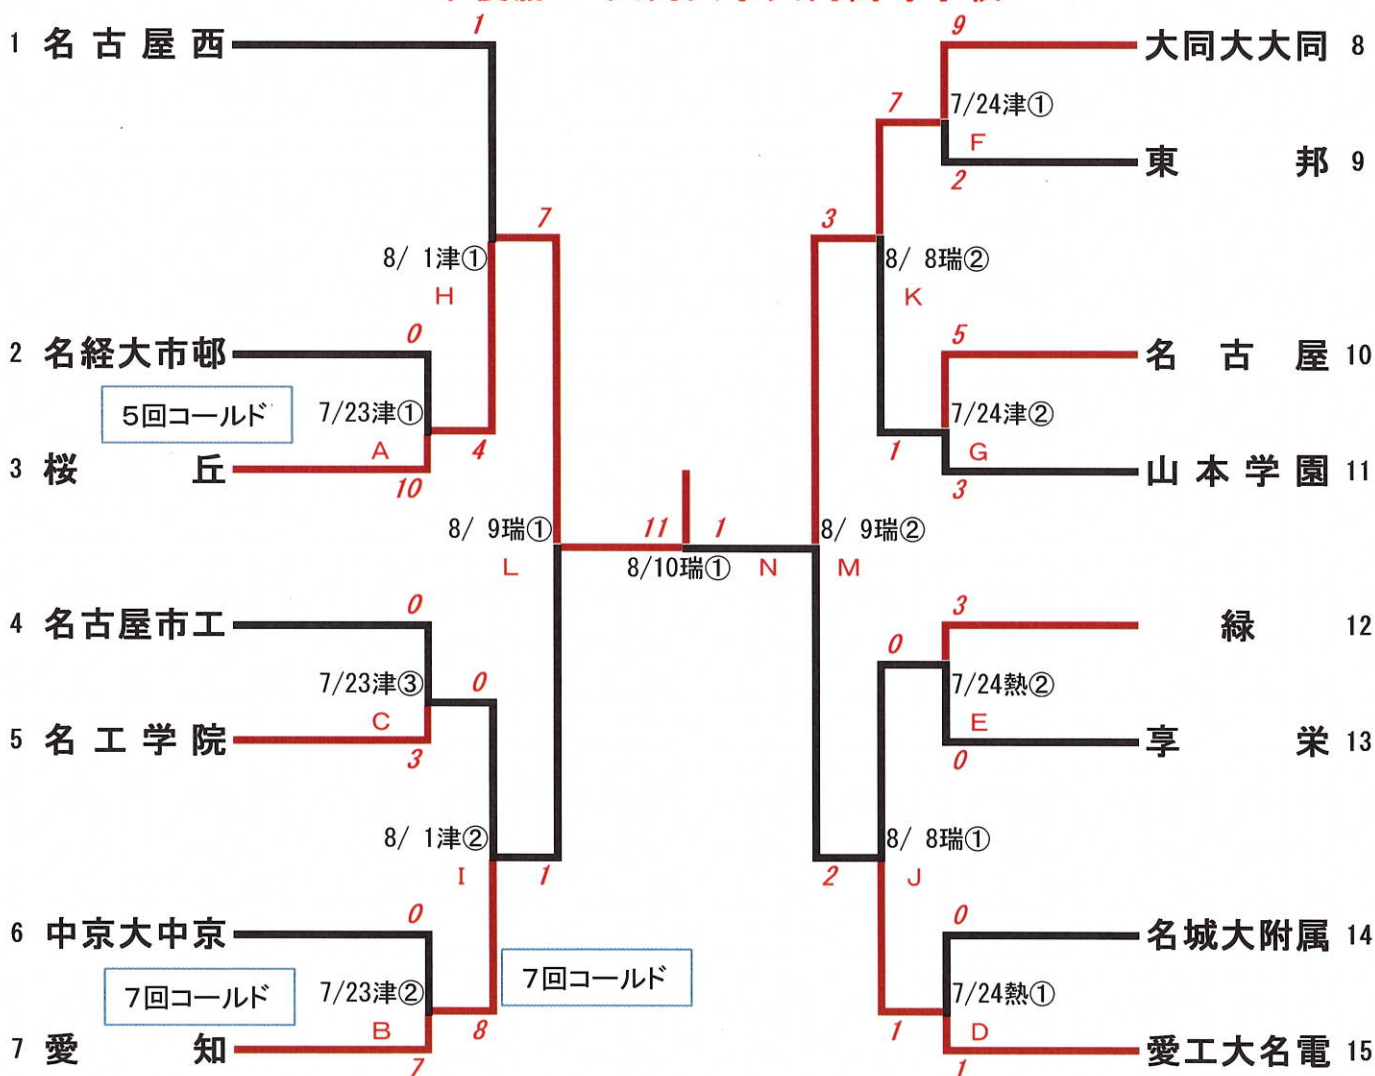 1 名古屋西
1
9
大同大大同 8
7
7/24津①
F
2
東邦 9
7
3
8/ 1津①
H
8/ 8瑞②
K
0
2 名経大市邨
5
名古屋 10
5回コールド
7/23津①
A
4
7/24津②
G
1
3 桜丘
10
3
山本学園 11
8/ 9瑞①
L
11
1
8/10瑞①
N
8/ 9瑞②
M
4 名古屋市工
0
3
緑 12
0
7/23津③
C
0
7/24熱②
E
5 名工学院
3
0
享栄 13
8/ 1津②
I
1
8/ 8瑞①
J
2
6 中京大中京
0
0
名城大附属 14
7回コールド
7回コールド
7/23津②
B
8
7/24熱①
D
1
7 愛知
7
1
愛工大名電 15